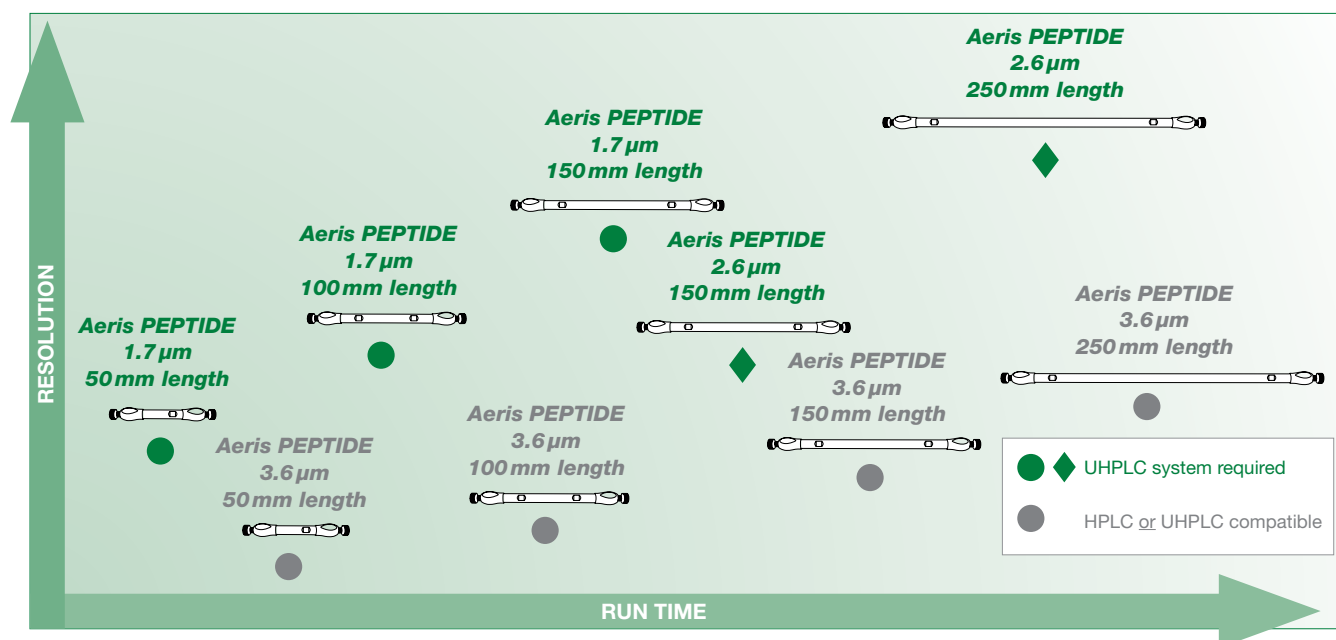 Aeris PEPTIDE
2.6 µm
250 mm length
Aeris PEPTIDE
1.7 µm
150 mm length
Aeris PEPTIDE
1.7 µm
100 mm length
Aeris PEPTIDE
2.6 µm
150 mm length
Aeris PEPTIDE
3.6 µm
250 mm length
Aeris PEPTIDE
1.7 µm
50 mm length
Aeris PEPTIDE
3.6 µm
150 mm length
Aeris PEPTIDE
3.6 µm
100 mm length
Aeris PEPTIDE
3.6 µm
50 mm length
UHPLC system required
HPLC or UHPLC compatible
RESOLUTION
RUN TIME